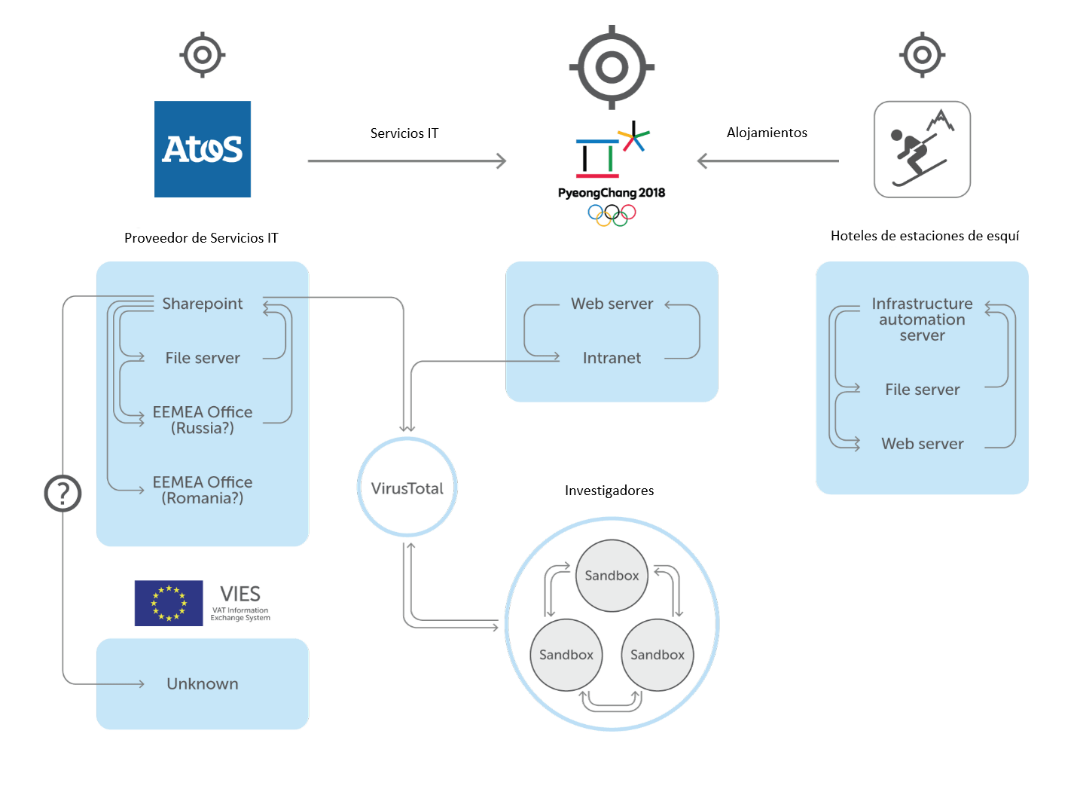 Servicios IT
Alojamientos
Atos
PyeongChang 2018
Proveedor de Servicios IT
Hoteles de estaciones de esquí
Sharepoint
File server
EEMEA Office
(Russia?)
EEMEA Office
(Romania?)
Web server
Intranet
Infrastructure
automation
server
File server
Web server
?
VirusTotal
Investigadores
Sandbox
Sandbox
Sandbox
VIES
VAT Information
Exchange System
Unknown